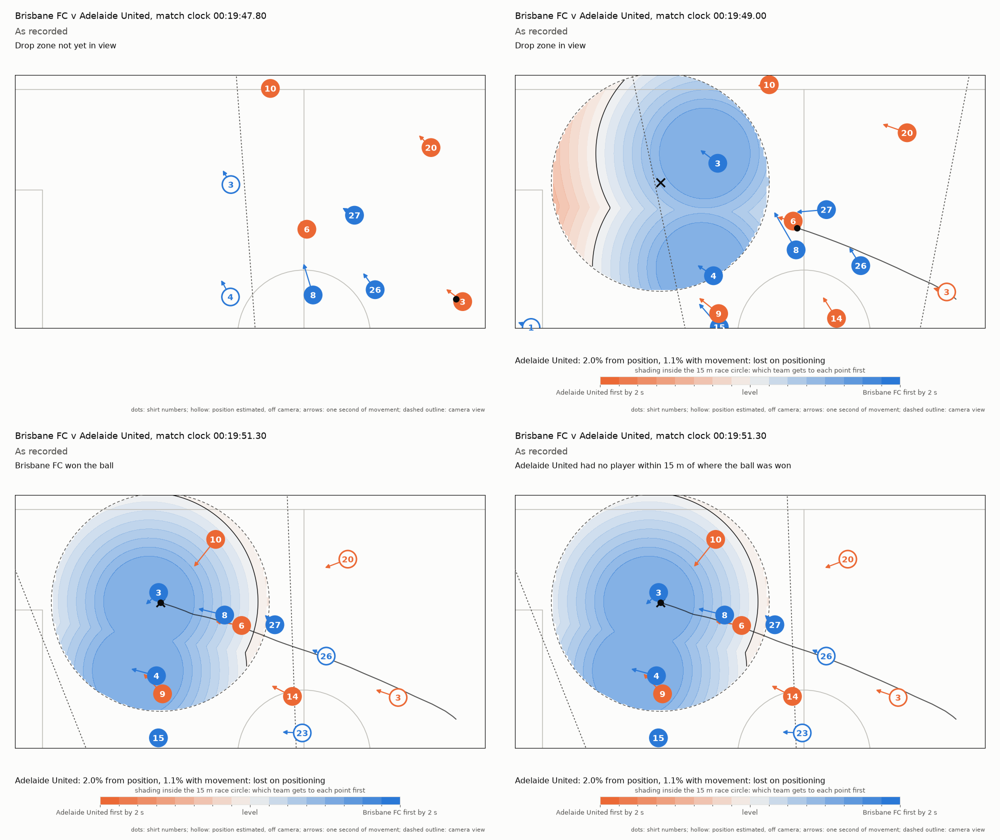 Brisbane FC v Adelaide United, match clock 00:19:47.80
As recorded
Drop zone not yet in view
10
20
3
27
6
4
8
26
3
dots: shirt numbers; hollow: position estimated, off camera; arrows: one second of movement; dashed outline: camera view
Brisbane FC v Adelaide United, match clock 00:19:49.00
As recorded
Drop zone in view
10
20
3
27
6
8
26
4
3
9
14
15
1
Adelaide United: 2.0% from position, 1.1% with movement: lost on positioning
shading inside the 15 m race circle: which team gets to each point first
Adelaide United first by 2 s
level
Brisbane FC first by 2 s
dots: shirt numbers; hollow: position estimated, off camera; arrows: one second of movement; dashed outline: camera view
Brisbane FC v Adelaide United, match clock 00:19:51.30
As recorded
Brisbane FC won the ball
10
20
3
8
6
27
26
4
9
14
3
15
23
Adelaide United: 2.0% from position, 1.1% with movement: lost on positioning
shading inside the 15 m race circle: which team gets to each point first
Adelaide United first by 2 s
level
Brisbane FC first by 2 s
dots: shirt numbers; hollow: position estimated, off camera; arrows: one second of movement; dashed outline: camera view
Brisbane FC v Adelaide United, match clock 00:19:51.30
As recorded
Adelaide United had no player within 15 m of where the ball was won
10
20
3
8
6
27
26
4
9
14
3
15
23
Adelaide United: 2.0% from position, 1.1% with movement: lost on positioning
shading inside the 15 m race circle: which team gets to each point first
Adelaide United first by 2 s
level
Brisbane FC first by 2 s
dots: shirt numbers; hollow: position estimated, off camera; arrows: one second of movement; dashed outline: camera view